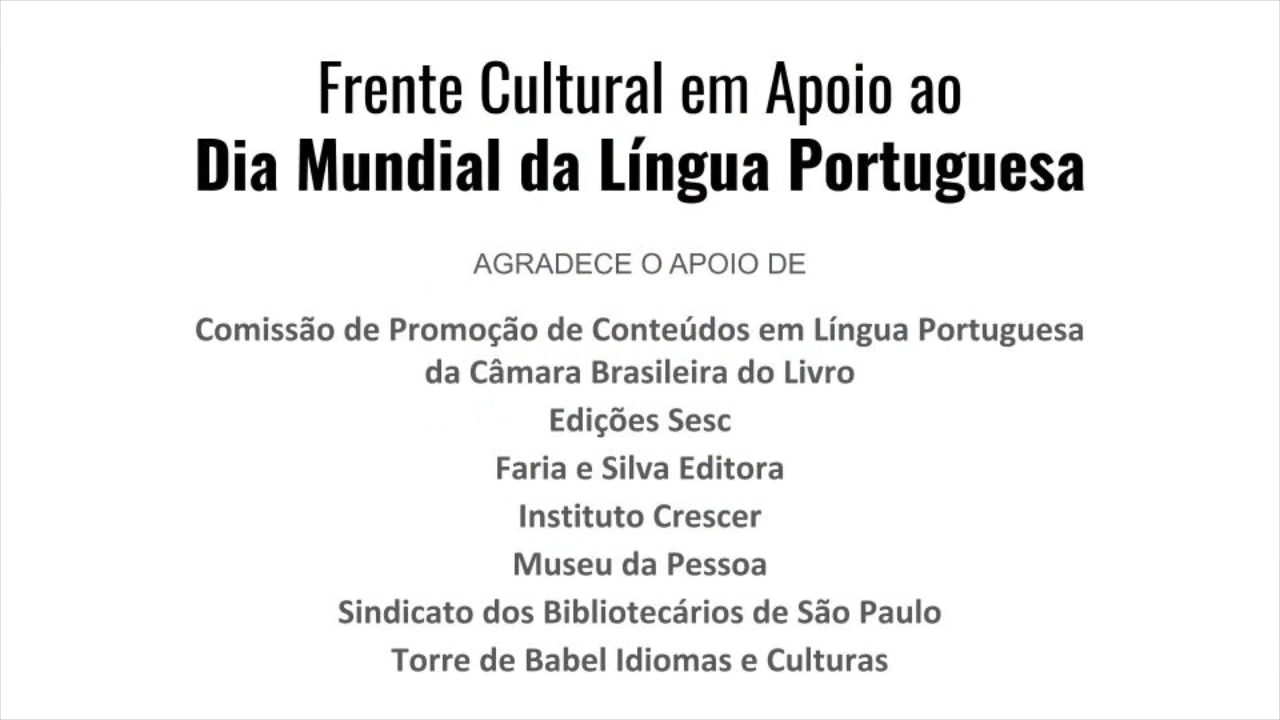 Frente Cultural em Apoio ao
Dia Mundial da Língua Portuguesa
AGRADECE O APOIO DE
Comissão de Promoção de Conteúdos em Língua Portuguesa
da Câmara Brasileira do Livro
Edições Sesc
Faria e Silva Editora
Instituto Crescer
Museu da Pessoa
Sindicato dos Bibliotecários de São Paulo
Torre de Babel Idiomas e Culturas